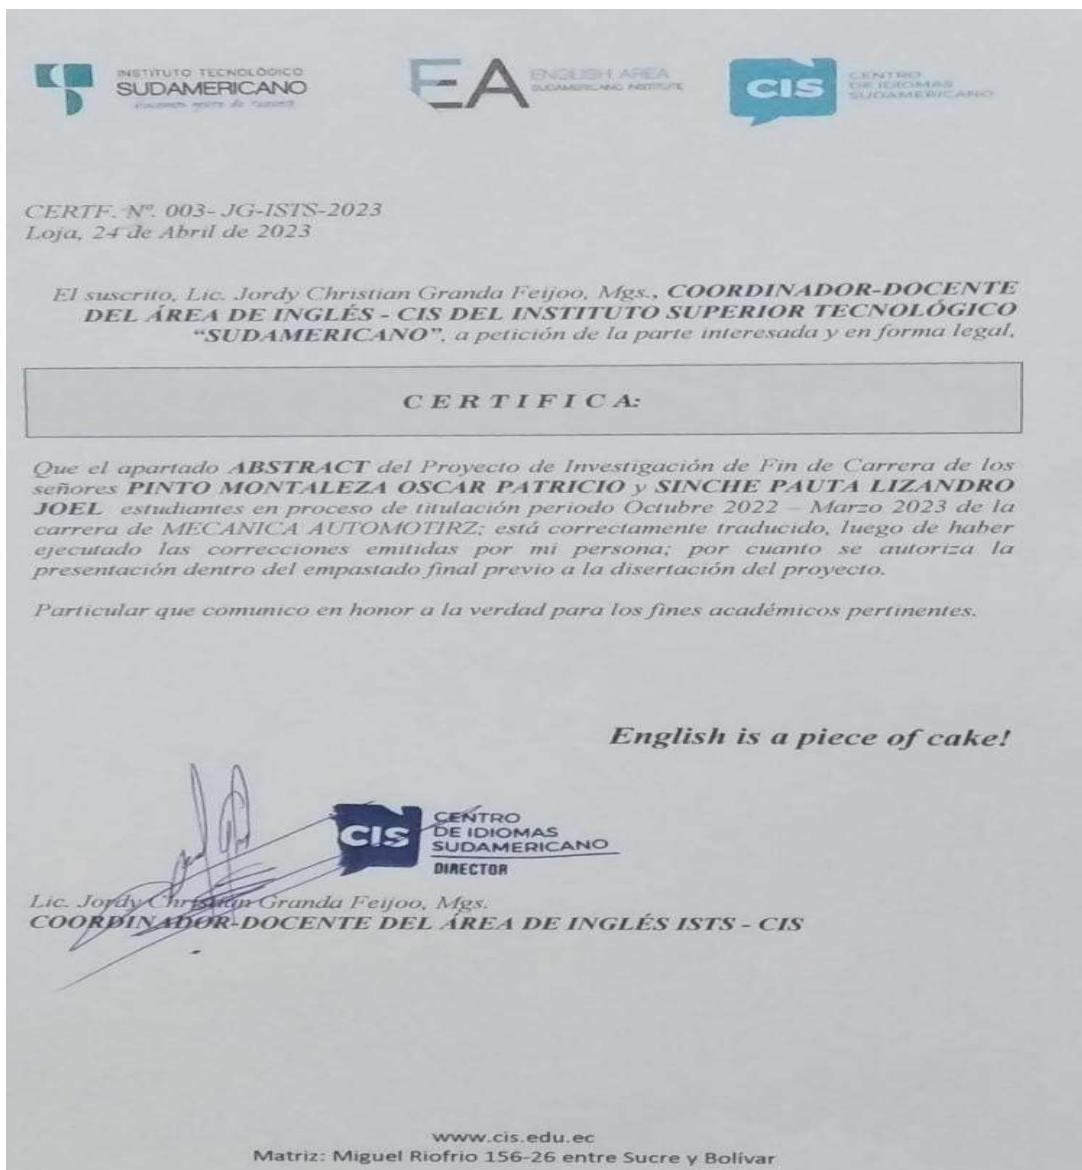 INSTITUTO TECNOLÓGICO
SUDAMERICANO
EA
ENGLISH AREA
SUDAMERICANO INSTITUTE
CIS
CENTRO
DE IDIOMAS
SUDAMERICANO
CERTF. Nº. 003- JG-ISTS-2023
Loja, 24 de Abril de 2023
El suscrito, Lic. Jordy Christian Granda Feijoo, Mgs., COORDINADOR-DOCENTE
DEL ÁREA DE INGLÉS - CIS DEL INSTITUTO SUPERIOR TECNOLÓGICO
“SUDAMERICANO”, a petición de la parte interesada y en forma legal,
C E R T I F I C A:
Que el apartado ABSTRACT del Proyecto de Investigación de Fin de Carrera de los
señores PINTO MONTALEZA OSCAR PATRICIO y SINCHE PAUTA LIZANDRO
JOEL estudiantes en proceso de titulación periodo Octubre 2022 – Marzo 2023 de la
carrera de MECANICA AUTOMOTIRZ; está correctamente traducido, luego de haber
ejecutado las correcciones emitidas por mi persona; por cuanto se autoriza la
presentación dentro del empastado final previo a la disertación del proyecto.
Particular que comunico en honor a la verdad para los fines académicos pertinentes.
English is a piece of cake!
CIS
CENTRO
DE IDIOMAS
SUDAMERICANO
DIRECTOR
Lic. Jordy Christian Granda Feijoo, Mgs.
COORDINADOR-DOCENTE DEL ÁREA DE INGLÉS ISTS - CIS
www.cis.edu.ec
Matriz: Miguel Riofrio 156-26 entre Sucre y Bolívar